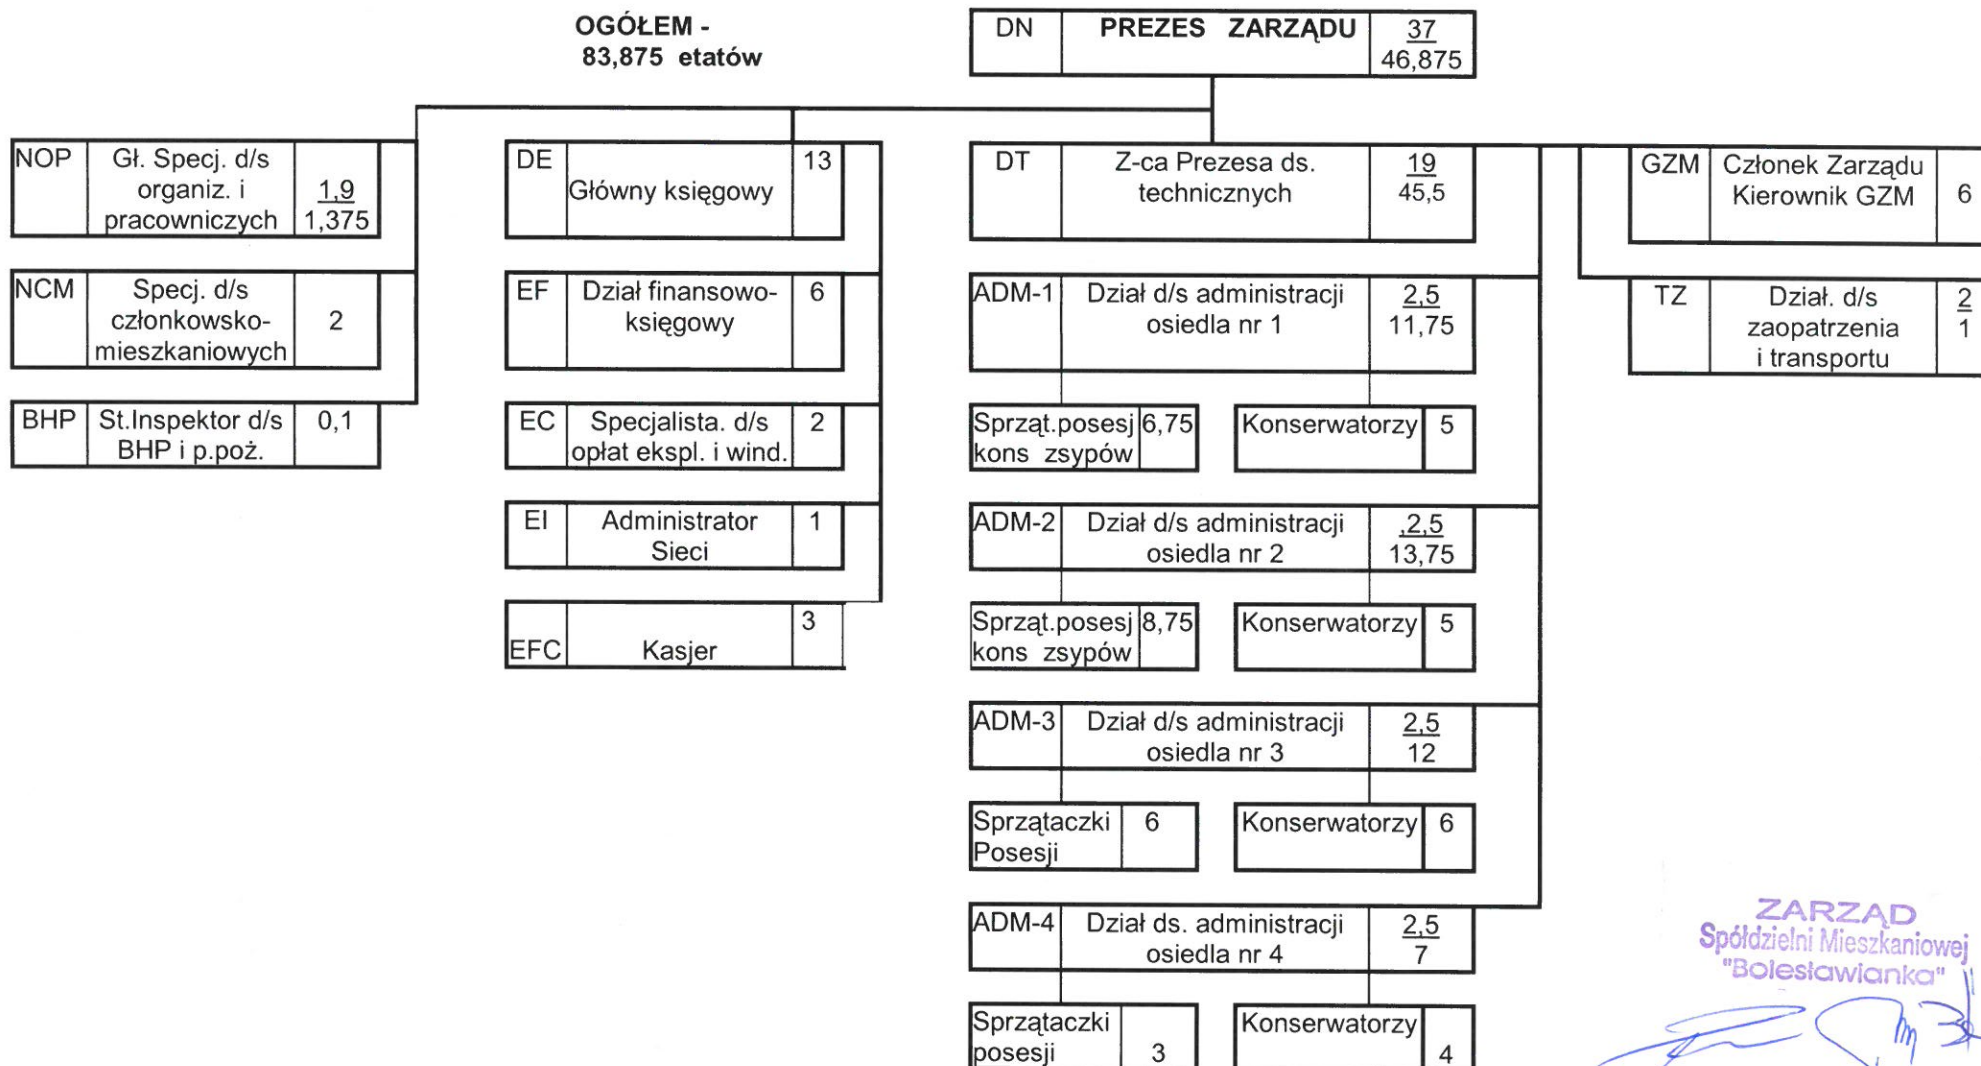 OGÓŁEM -
83,875 etatów
DN PREZES ZARZĄDU 37
46,875
NOP Gł. Specj. d/s
organiz. i 1,9
pracowniczych 1,375
NCM Specj. d/s
członkowsko- 2
mieszkaniowych
BHP St.Inspektor d/s 0,1
BHP i p.poż.
DE 13
Główny księgowy
EF Dział finansowo- 6
księgowy
EC Specjalista. d/s 2
opłat ekspl. i wind.
EI Administrator 1
Sieci
3
EFC Kasjer
DT Z-ca Prezesa ds. 19
technicznych 45,5
ADM-1 Dział d/s administracji 2,5
osiedla nr 1 11,75
Sprząt.posesj 6,75
kons zsypów
Konserwatorzy 5
ADM-2 Dział d/s administracji ,2,5
osiedla nr 2 13,75
Sprząt.posesj 8,75
kons zsypów
Konserwatorzy 5
ADM-3 Dział d/s administracji 2,5
osiedla nr 3 12
Sprzątaczki 6
Posesji
Konserwatorzy 6
ADM-4 Dział ds. administracji 2,5
osiedla nr 4 7
Sprzątaczki
posesji 3
Konserwatorzy
4
GZM Członek Zarządu
Kierownik GZM 6
TZ Dział. d/s 2
zaopatrzenia 1
i transportu
ZARZĄD
Spółdzielni Mieszkaniowej
"Bolesławianka"